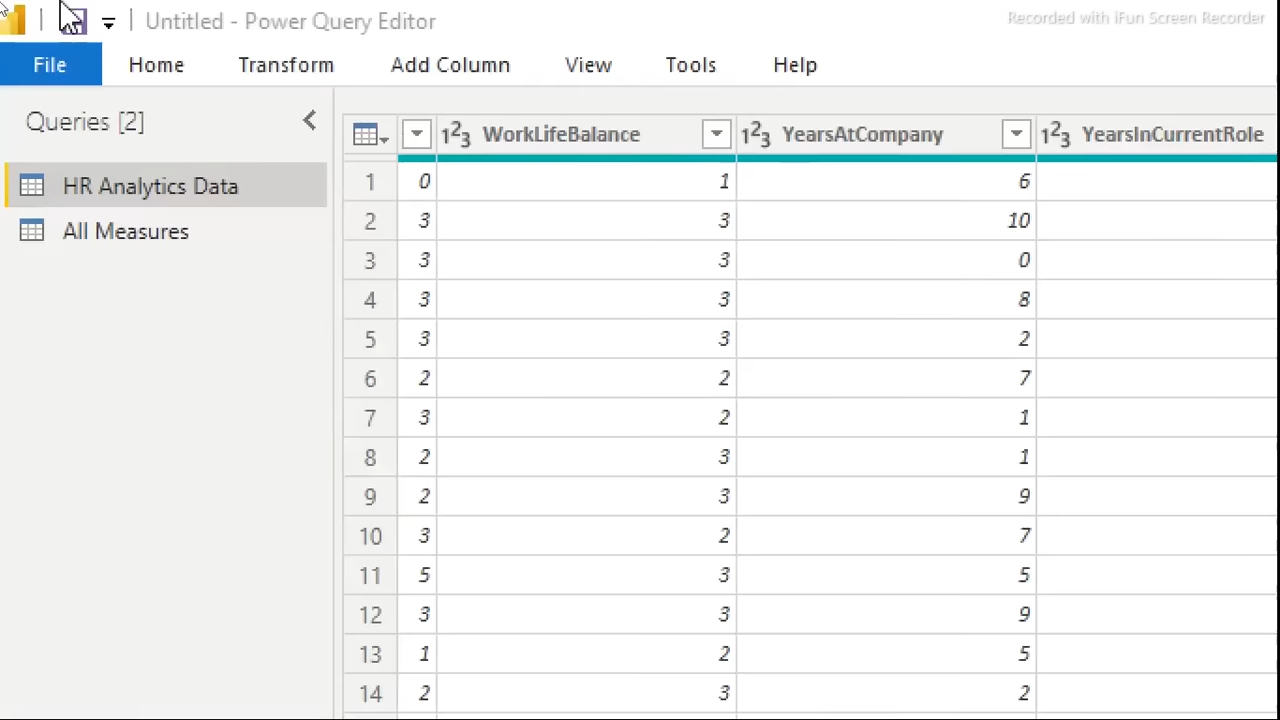 Untitled - Power Query Editor
Recorded with iFun Screen Recorder
File Home Transform Add Column View Tools Help
Queries [2]
HR Analytics Data
All Measures
1²3 WorkLifeBalance 1²3 YearsAtCompany 1²3 YearsInCurrentRole
1 0 1 6
2 3 3 10
3 3 3 0
4 3 3 8
5 3 3 2
6 2 2 7
7 3 2 1
8 2 3 1
9 2 3 9
10 3 2 7
11 5 3 5
12 3 3 9
13 1 2 5
14 2 3 2